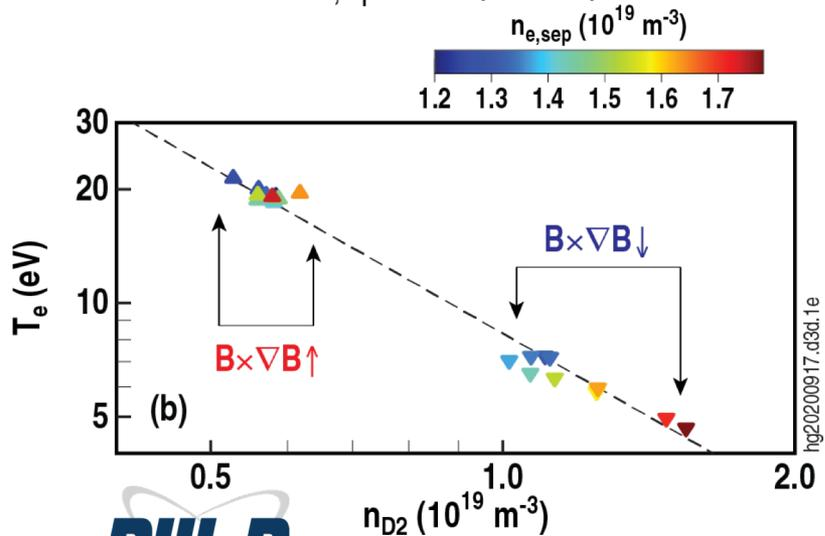 n_e,sep (10^19 m^-3)
1.2 1.3 1.4 1.5 1.6 1.7
30
20
10
5
T_e (eV)
B×∇B↓
B×∇B↑
(b)
0.5 1.0 2.0
n_D2 (10^19 m^-3)
hg20200917.d3d.1e